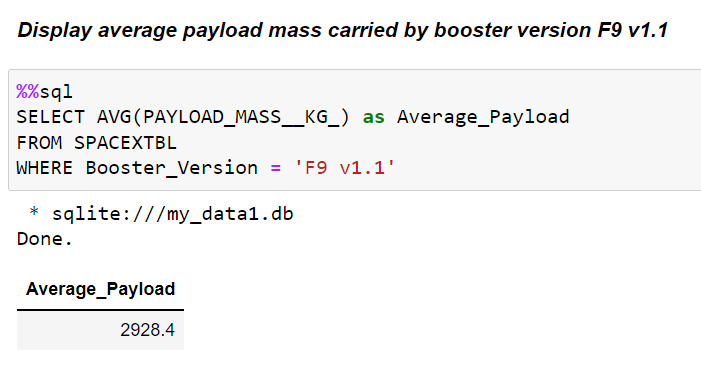 Display average payload mass carried by booster version F9 v1.1
%%sql
SELECT AVG(PAYLOAD_MASS__KG_) as Average_Payload
FROM SPACEXTBL
WHERE Booster_Version = 'F9 v1.1'
* sqlite:///my_data1.db
Done.
Average_Payload
2928.4